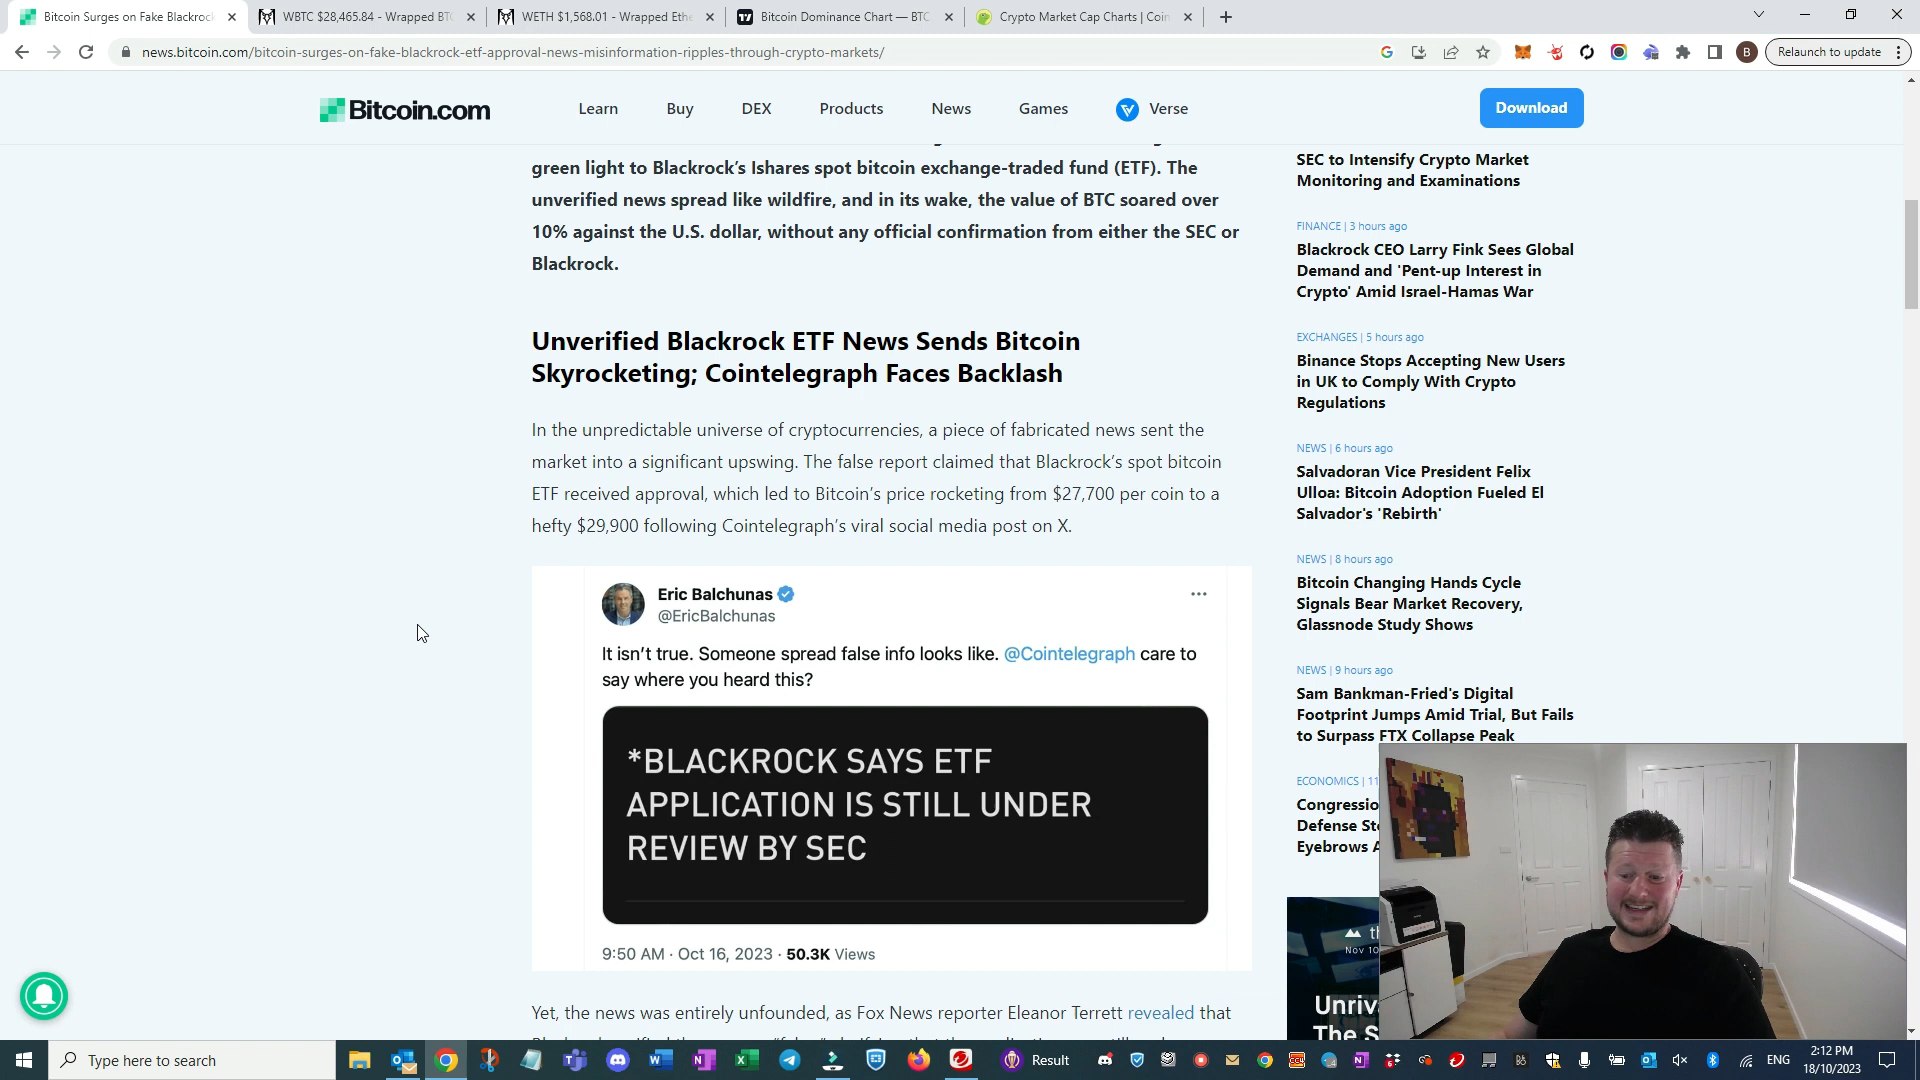 Bitcoin Surges on Fake Blackrock
WBTC $28,465.84 - Wrapped BTC
WETH $1,568.01 - Wrapped Ethe
Bitcoin Dominance Chart — BTC
Crypto Market Cap Charts | Coin
news.bitcoin.com/bitcoin-surges-on-fake-blackrock-etf-approval-news-misinformation-ripples-through-crypto-markets/
B
Relaunch to update
Bitcoin.com
Learn
Buy
DEX
Products
News
Games
Verse
Download
green light to Blackrock's Ishares spot bitcoin exchange-traded fund (ETF). The
unverified news spread like wildfire, and in its wake, the value of BTC soared over
10% against the U.S. dollar, without any official confirmation from either the SEC or
Blackrock.
Unverified Blackrock ETF News Sends Bitcoin
Skyrocketing; Cointelegraph Faces Backlash
In the unpredictable universe of cryptocurrencies, a piece of fabricated news sent the
market into a significant upswing. The false report claimed that Blackrock's spot bitcoin
ETF received approval, which led to Bitcoin's price rocketing from $27,700 per coin to a
hefty $29,900 following Cointelegraph's viral social media post on X.
Eric Balchunas
@EricBalchunas
It isn't true. Someone spread false info looks like. @Cointelegraph care to
say where you heard this?
*BLACKROCK SAYS ETF
APPLICATION IS STILL UNDER
REVIEW BY SEC
9:50 AM · Oct 16, 2023 · 50.3K Views
Yet, the news was entirely unfounded, as Fox News reporter Eleanor Terrett revealed that
SEC to Intensify Crypto Market
Monitoring and Examinations
FINANCE | 3 hours ago
Blackrock CEO Larry Fink Sees Global
Demand and 'Pent-up Interest in
Crypto' Amid Israel-Hamas War
EXCHANGES | 5 hours ago
Binance Stops Accepting New Users
in UK to Comply With Crypto
Regulations
NEWS | 6 hours ago
Salvadoran Vice President Felix
Ulloa: Bitcoin Adoption Fueled El
Salvador's 'Rebirth'
NEWS | 8 hours ago
Bitcoin Changing Hands Cycle
Signals Bear Market Recovery,
Glassnode Study Shows
NEWS | 9 hours ago
Sam Bankman-Fried's Digital
Footprint Jumps Amid Trial, But Fails
to Surpass FTX Collapse Peak
ECONOMICS | 11
Congressio
Defense Ste
Eyebrows A
th
Nov 10
Unriv
The S
Type here to search
Result
ENG
2:12 PM
18/10/2023